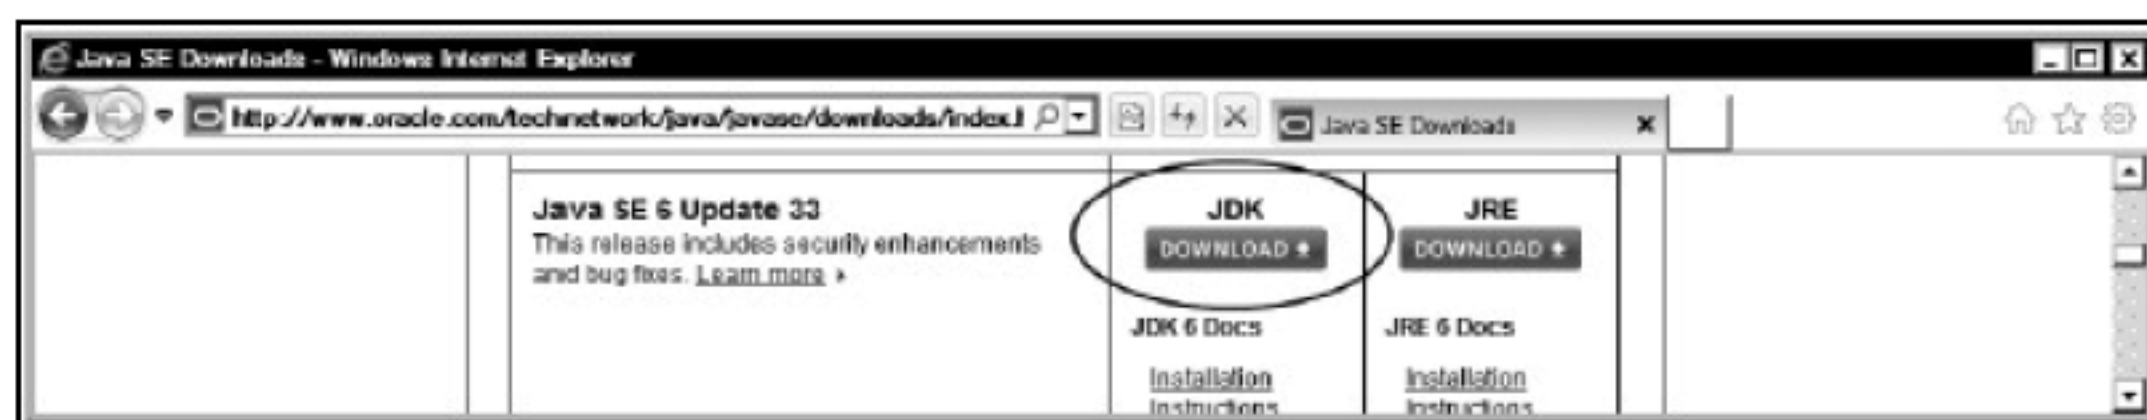 Java SE Downloads - Windows Internet Explorer
http://www.oracle.com/technetwork/java/javase/downloads/index.l
Java SE Downloads
Java SE 6 Update 33
This release includes security enhancements
and bug fixes. Learn more
JDK
DOWNLOAD
JDK 6 Docs
Installation
Instructions
JRE
DOWNLOAD
JRE 6 Docs
Installation
Instructions